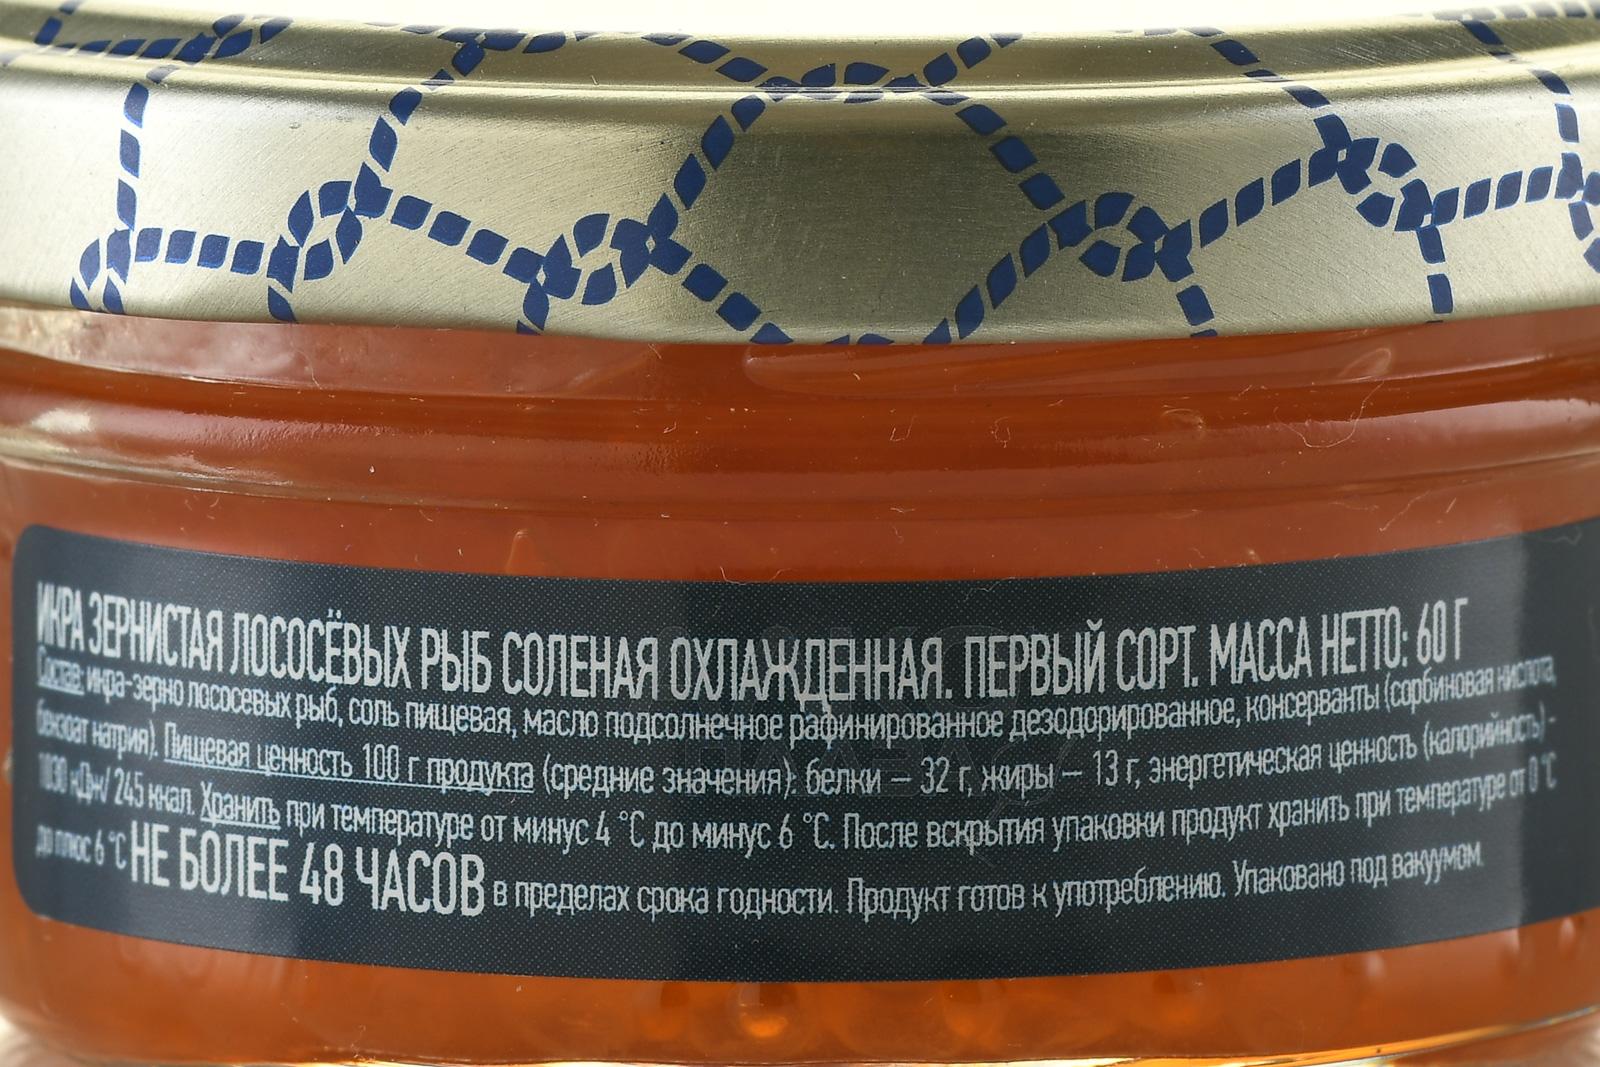 ИКРА ЗЕРНИСТАЯ ЛОСОСЁВЫХ РЫБ СОЛЕНАЯ ОХЛАЖДЕННАЯ. ПЕРВЫЙ СОРТ. МАССА НЕТТО: 60 Г
Состав: икра-зерно лососевых рыб, соль пищевая, масло подсолнечное рафинированное дезодорированное, консерванты (сорбиновая кислота,
бензоат натрия). Пищевая ценность 100 г продукта (средние значения): белки – 32 г, жиры – 13 г, энергетическая ценность (калорийность) -
1030 кДж/ 245 ккал. Хранить при температуре от минус 4 °С до минус 6 °С. После вскрытия упаковки продукт хранить при температуре от 0 °С
до плюс 6 °С НЕ БОЛЕЕ 48 ЧАСОВ в пределах срока годности. Продукт готов к употреблению. Упаковано под вакуумом.